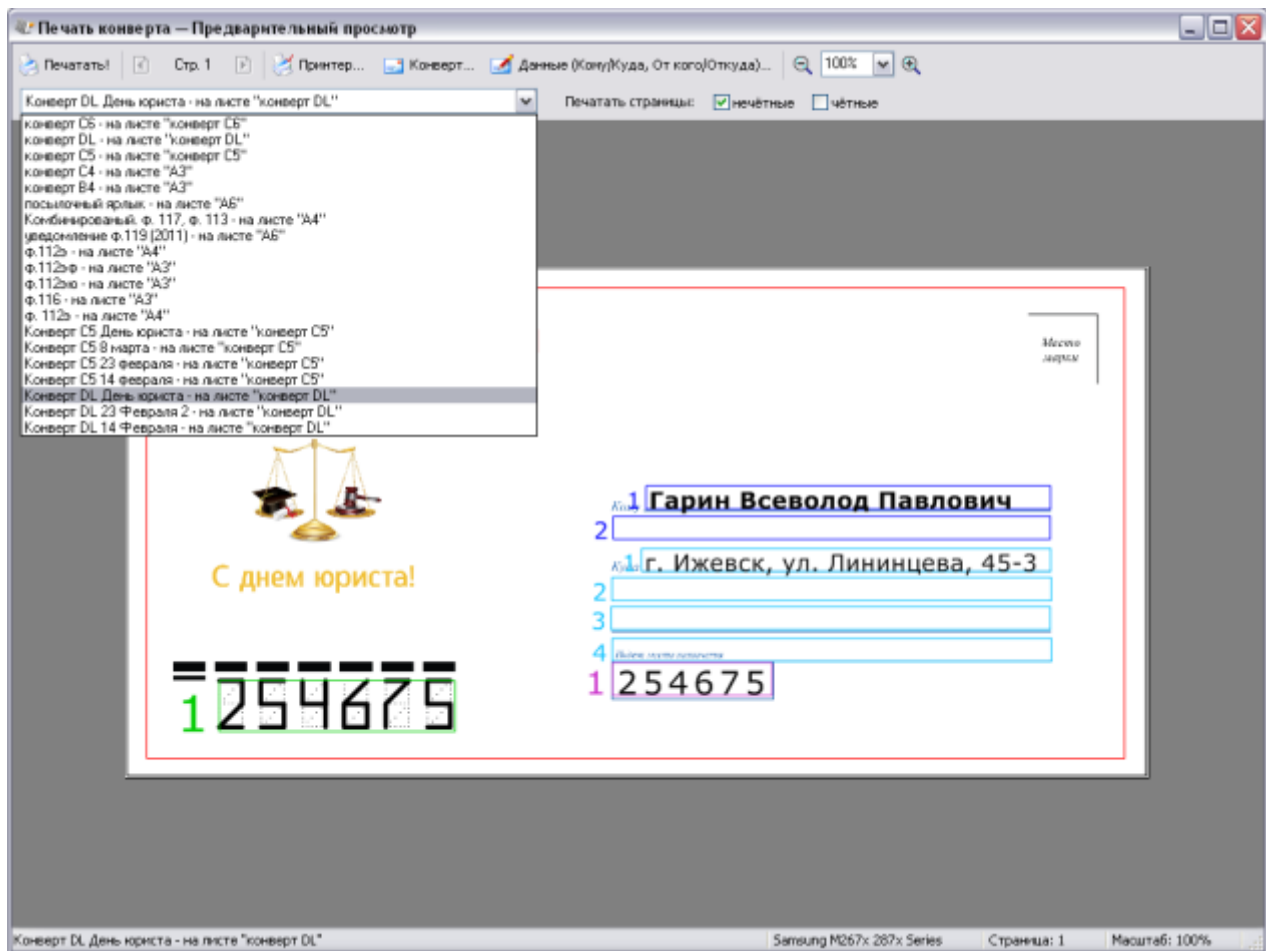 Печать конверта — Предварительный просмотр
Печатать! Стр. 1 Принтер... Конверт... Данные (Кому/Куда, От кого/Откуда)... 100%
Конверт DL День юриста - на листе "конверт DL" Печатать страницы: нечётные чётные
конверт C6 - на листе "конверт C6"
конверт DL - на листе "конверт DL"
конверт C5 - на листе "конверт C5"
конверт C4 - на листе "A3"
конверт B4 - на листе "A3"
посылочный ярлык - на листе "A6"
Комбинированый. ф. 117, ф. 113 - на листе "A4"
уведомление ф.119 (2011) - на листе "A6"
ф.112э - на листе "A4"
ф.112эф - на листе "A3"
ф.112эю - на листе "A3"
ф.116 - на листе "A3"
ф. 112э - на листе "A4"
Конверт C5 День юриста - на листе "конверт C5"
Конверт C5 8 марта - на листе "конверт C5"
Конверт C5 23 февраля - на листе "конверт C5"
Конверт C5 14 февраля - на листе "конверт C5"
Конверт DL День юриста - на листе "конверт DL"
Конверт DL 23 Февраля 2 - на листе "конверт DL"
Конверт DL 14 Февраля - на листе "конверт DL"
Место
марки
Кому 1 Гарин Всеволод Павлович
2
Куда 1 г. Ижевск, ул. Лининцева, 45-3
С днем юриста!
2
3
4
1 254675
1 254675
Конверт DL День юриста - на листе "конверт DL" Samsung M267x 287x Series Страница: 1 Масштаб: 100%